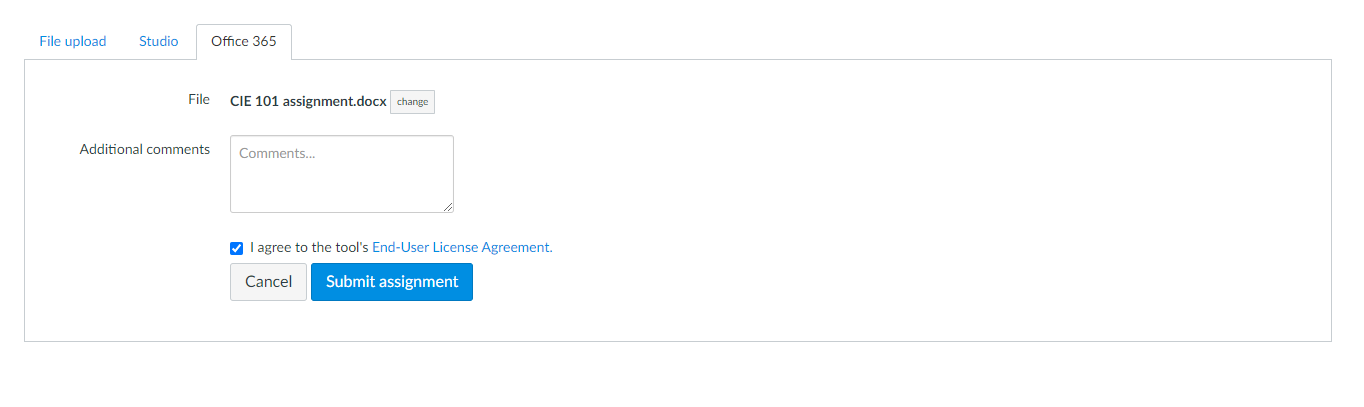 File upload Studio Office 365
File CIE 101 assignment.docx change
Additional comments Comments...
I agree to the tool's End-User License Agreement.
Cancel Submit assignment